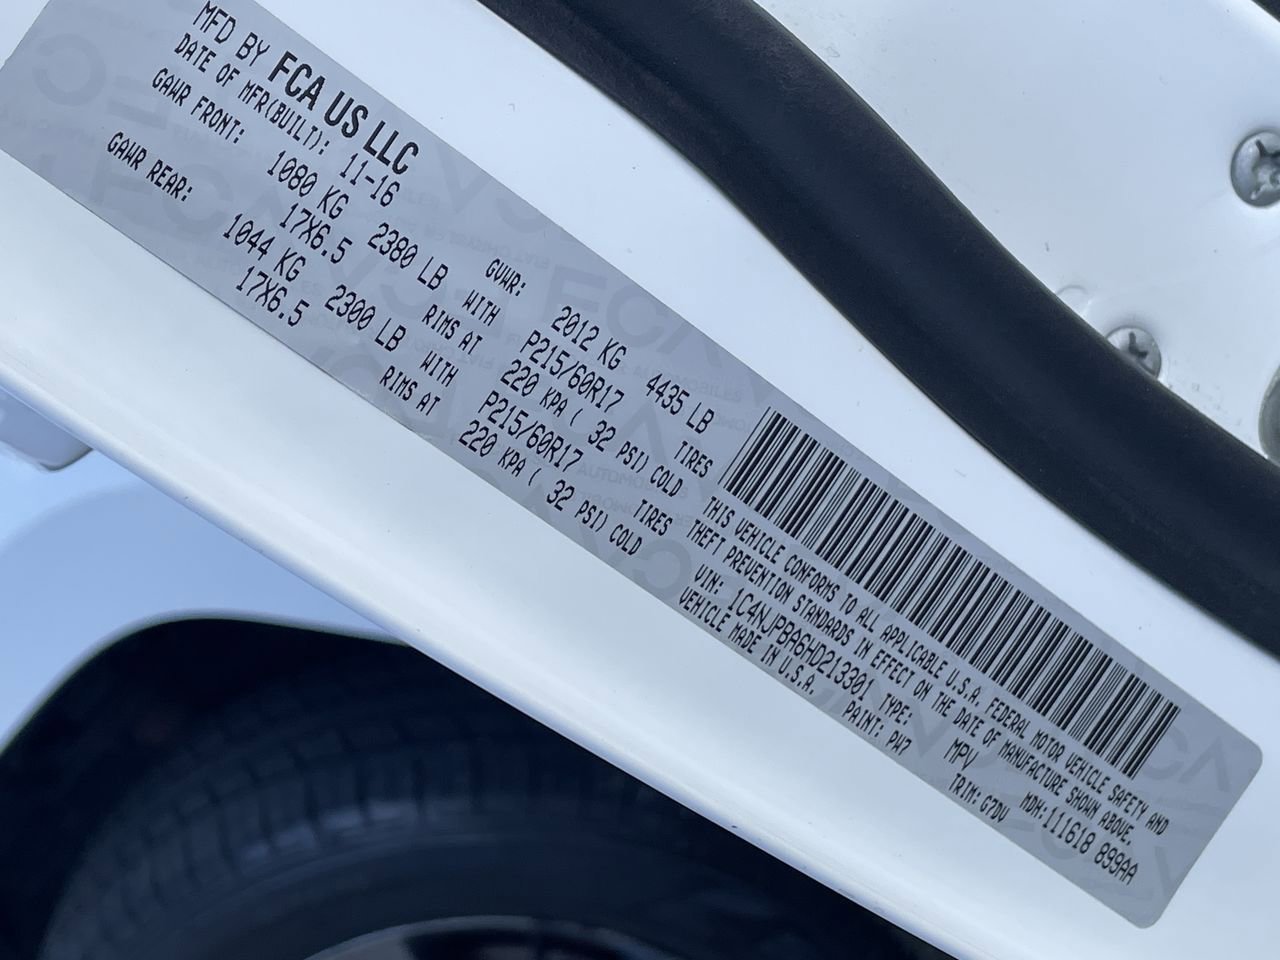 MFD BY FCA US LLC
DATE OF MFR(BUILT): 11-16 GVWR: 2012 KG 4435 LB
GAWR FRONT: 1080 KG 2380 LB WITH P215/60R17 TIRES
17X6.5 RIMS AT 220 KPA ( 32 PSI) COLD
GAWR REAR: 1044 KG 2300 LB WITH P215/60R17 TIRES
17X6.5 RIMS AT 220 KPA ( 32 PSI) COLD
THIS VEHICLE CONFORMS TO ALL APPLICABLE U.S.A. FEDERAL MOTOR VEHICLE SAFETY AND
THEFT PREVENTION STANDARDS IN EFFECT ON THE DATE OF MANUFACTURE SHOWN ABOVE.
VIN: 1C4NJPBA6HD213301 TYPE: MPV MDH: 111618 899AA
VEHICLE MADE IN U.S.A. PAINT: PW7 TRIM: G7DV